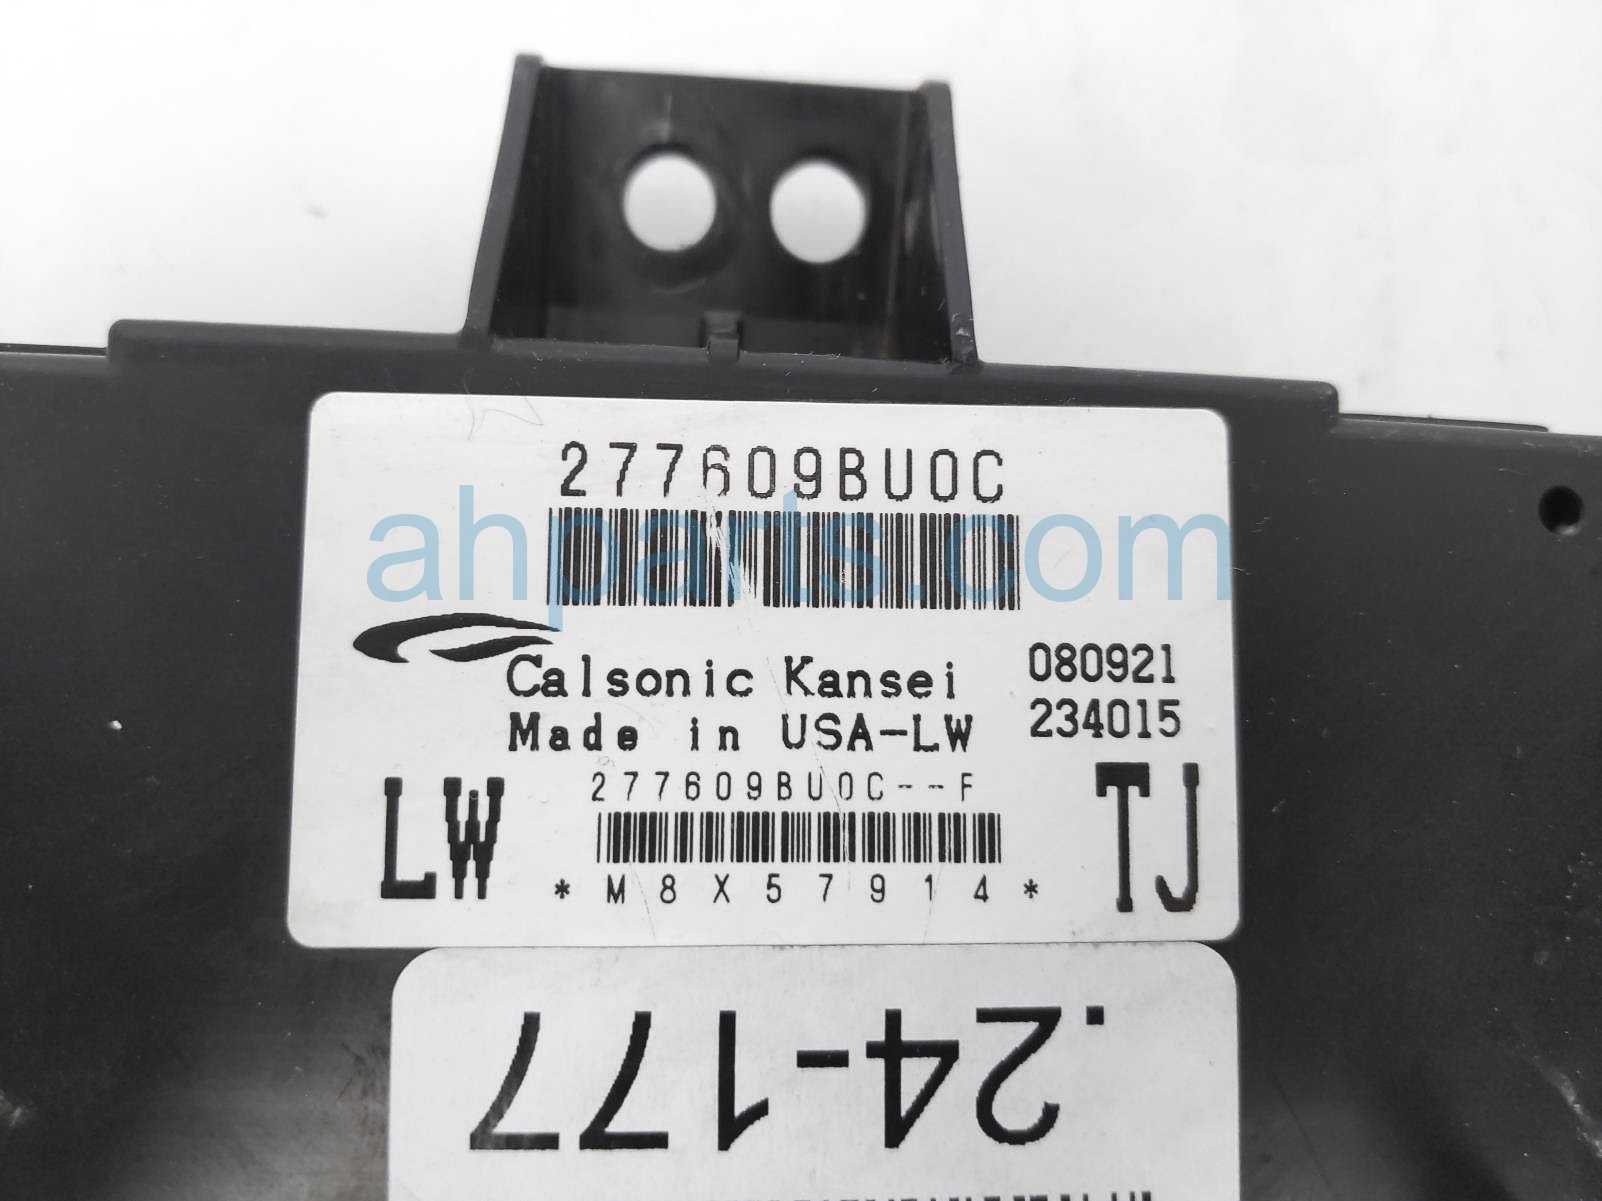 277609BU0C
ahparts.com
Calsonic Kansei 080921
Made in USA-LW 234015
277609BU0C--F
LW TJ
*M8X57914*
.24-177